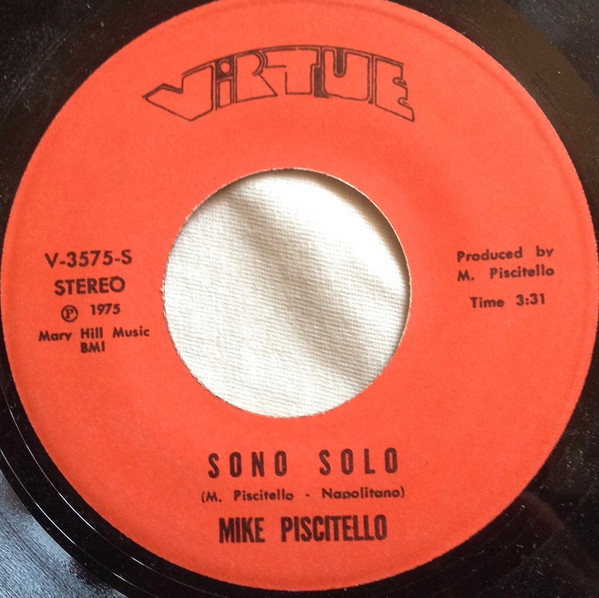 ViRTUE
V-3575-S
STEREO
Ⓟ 1975
Mary Hill Music
BMI
Produced by
M. Piscitello
Time 3:31
SONO SOLO
(M. Piscitello - Napolitano)
MIKE PISCITELLO